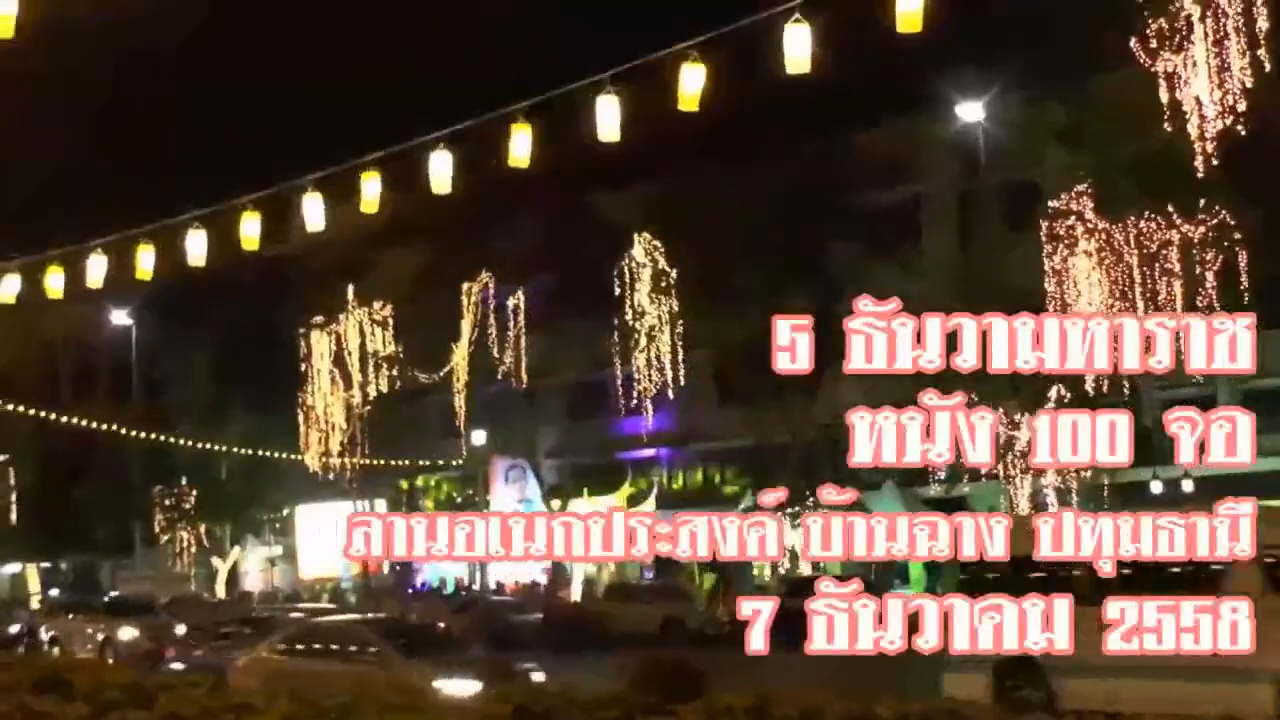 5 ธันวามหาราช
หนัง 100 จอ
ลานอเนกประสงค์ บ้านฉาง ปทุมธานี
7 ธันวาคม 2558